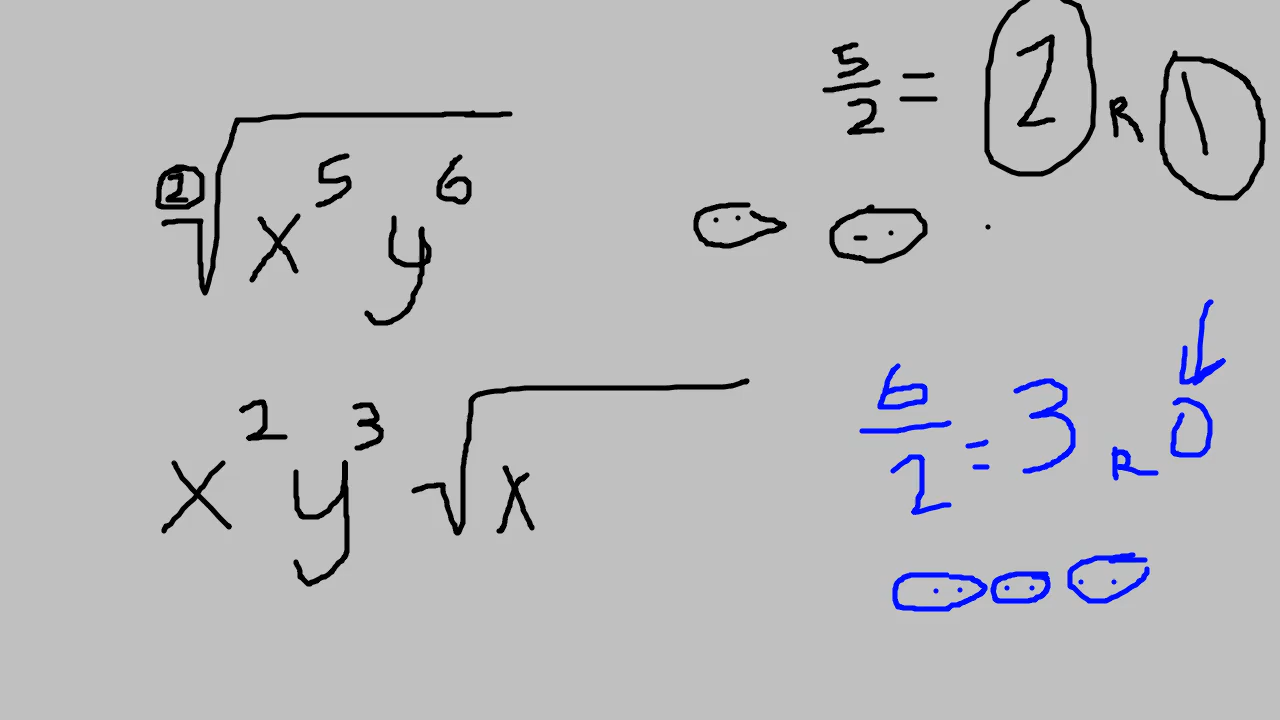 ²√x⁵y⁶
5/2 = 2 R 1
x²y³√x
6/2 = 3 R 0